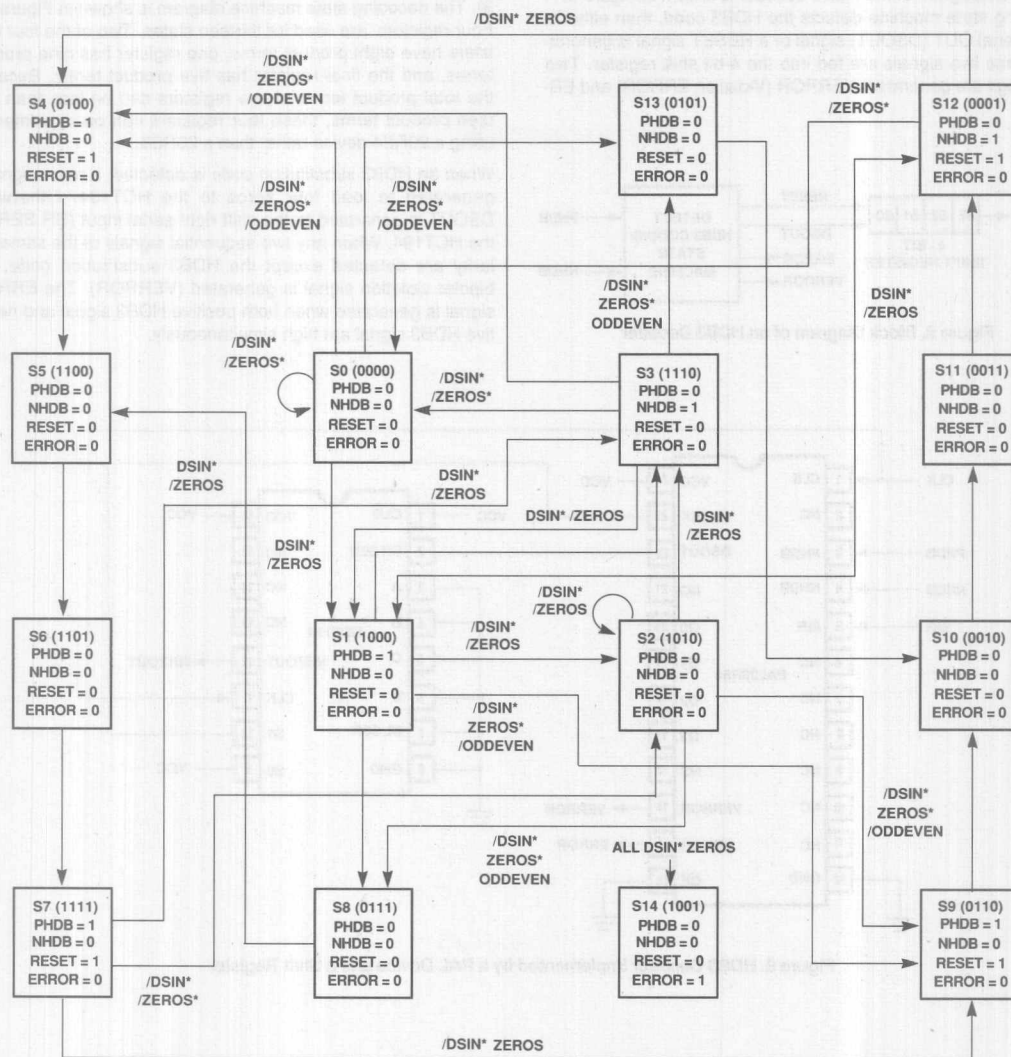 /DSIN* ZEROS
/DSIN*
ZEROS*
/ODDEVEN
/DSIN*
/ZEROS*
S4 (0100)
PHDB = 1
NHDB = 0
RESET = 1
ERROR = 0
S13 (0101)
PHDB = 0
NHDB = 0
RESET = 0
ERROR = 0
S12 (0001)
PHDB = 0
NHDB = 1
RESET = 1
ERROR = 0
/DSIN*
ZEROS*
/ODDEVEN
/DSIN*
ZEROS*
/ODDEVEN
/DSIN*
ZEROS*
ODDEVEN
DSIN*
/ZEROS
/DSIN*
/ZEROS*
/DSIN*
/ZEROS*
S5 (1100)
PHDB = 0
NHDB = 0
RESET = 0
ERROR = 0
S0 (0000)
PHDB = 0
NHDB = 0
RESET = 0
ERROR = 0
S3 (1110)
PHDB = 0
NHDB = 1
RESET = 0
ERROR = 0
S11 (0011)
PHDB = 0
NHDB = 0
RESET = 0
ERROR = 0
DSIN*
/ZEROS
DSIN*
/ZEROS
DSIN* /ZEROS
DSIN*
/ZEROS
DSIN*
/ZEROS
/DSIN*
/ZEROS
S6 (1101)
PHDB = 0
NHDB = 0
RESET = 0
ERROR = 0
S1 (1000)
PHDB = 1
NHDB = 0
RESET = 0
ERROR = 0
/DSIN*
/ZEROS
S2 (1010)
PHDB = 0
NHDB = 0
RESET = 0
ERROR = 0
S10 (0010)
PHDB = 0
NHDB = 0
RESET = 0
ERROR = 0
/DSIN*
ZEROS*
/ODDEVEN
/DSIN*
ZEROS*
/ODDEVEN
/DSIN*
ZEROS*
ODDEVEN
ALL DSIN* ZEROS
S7 (1111)
PHDB = 1
NHDB = 0
RESET = 1
ERROR = 0
S8 (0111)
PHDB = 0
NHDB = 0
RESET = 0
ERROR = 0
S14 (1001)
PHDB = 0
NHDB = 0
RESET = 0
ERROR = 1
S9 (0110)
PHDB = 1
NHDB = 0
RESET = 1
ERROR = 0
/DSIN*
/ZEROS*
/DSIN* ZEROS